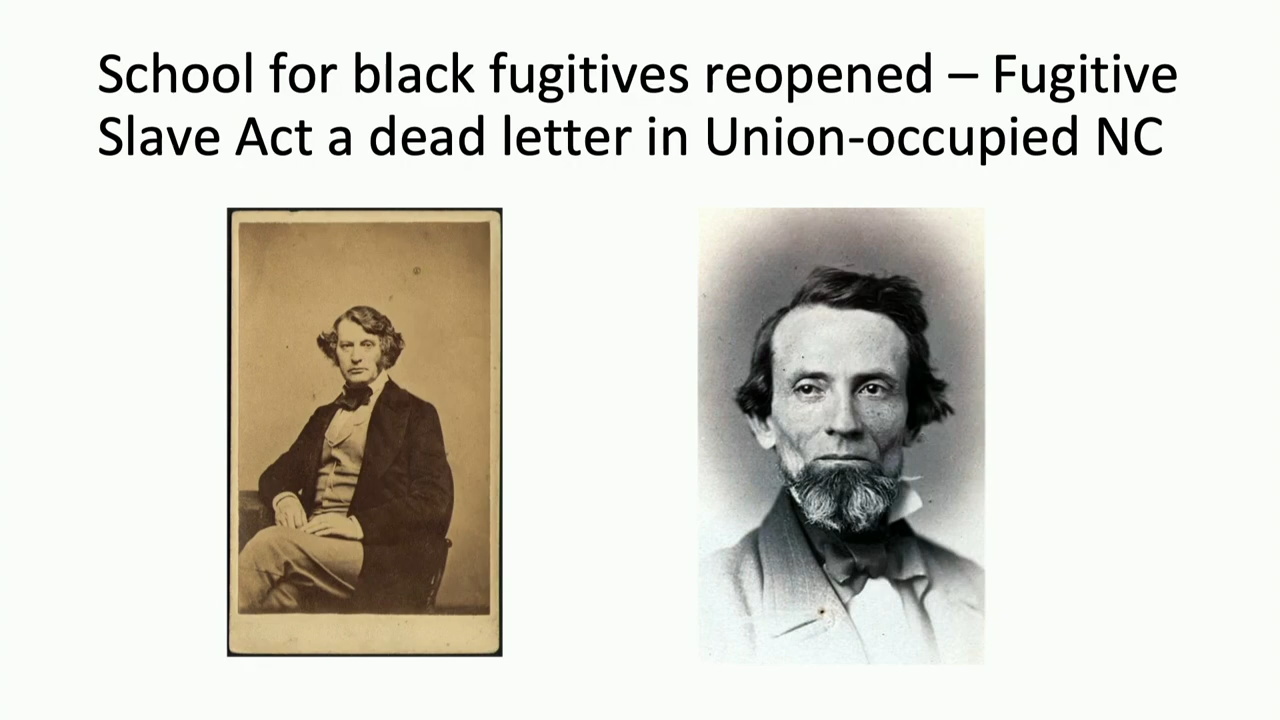 School for black fugitives reopened – Fugitive
Slave Act a dead letter in Union-occupied NC